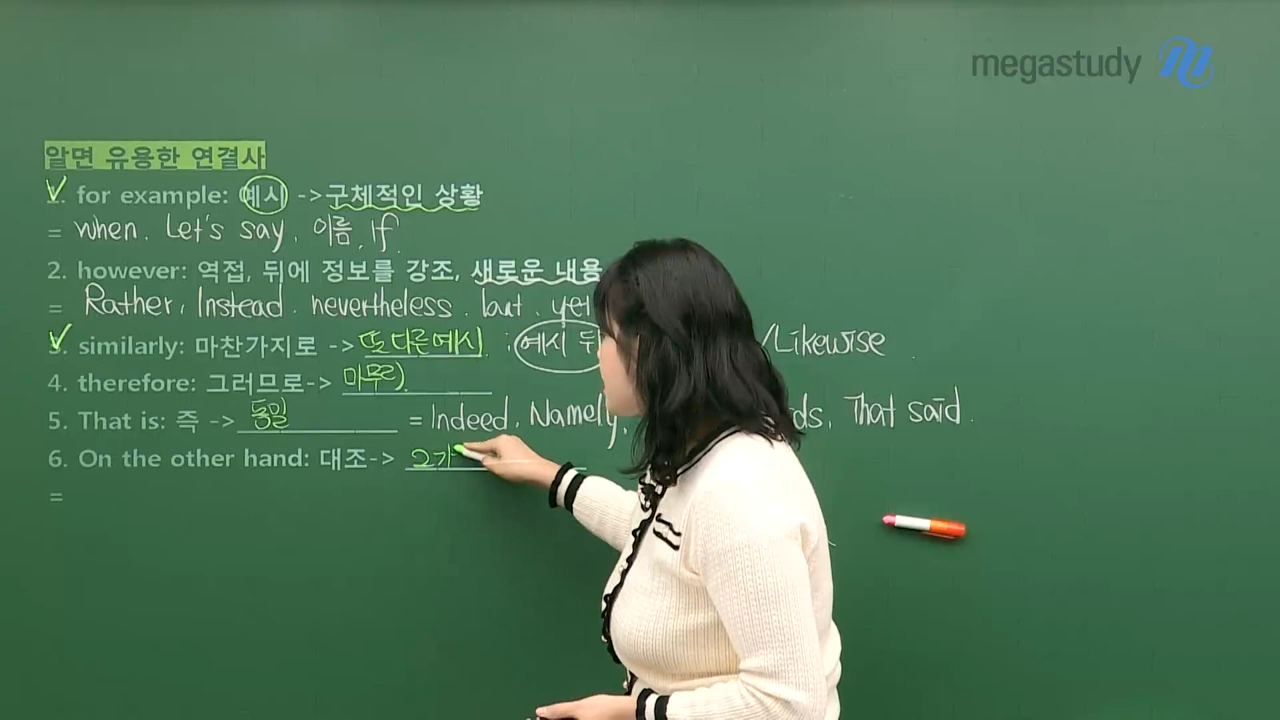 megastudy
알면 유용한 연결사
1. for example: 예시 ->구체적인 상황
= when. Let's say. 이름, if
2. however: 역접, 뒤에 정보를 강조, 새로운 내용
= Rather, Instead. nevertheless. but. yet
3. similarly: 마찬가지로 -> 또 다른 예시 : 예시 뒤 /Likewise
4. therefore: 그러므로-> 마무리.
5. That is: 즉 -> 동일 = Indeed, Namely, ds, That said.
6. On the other hand: 대조-> 2가
=